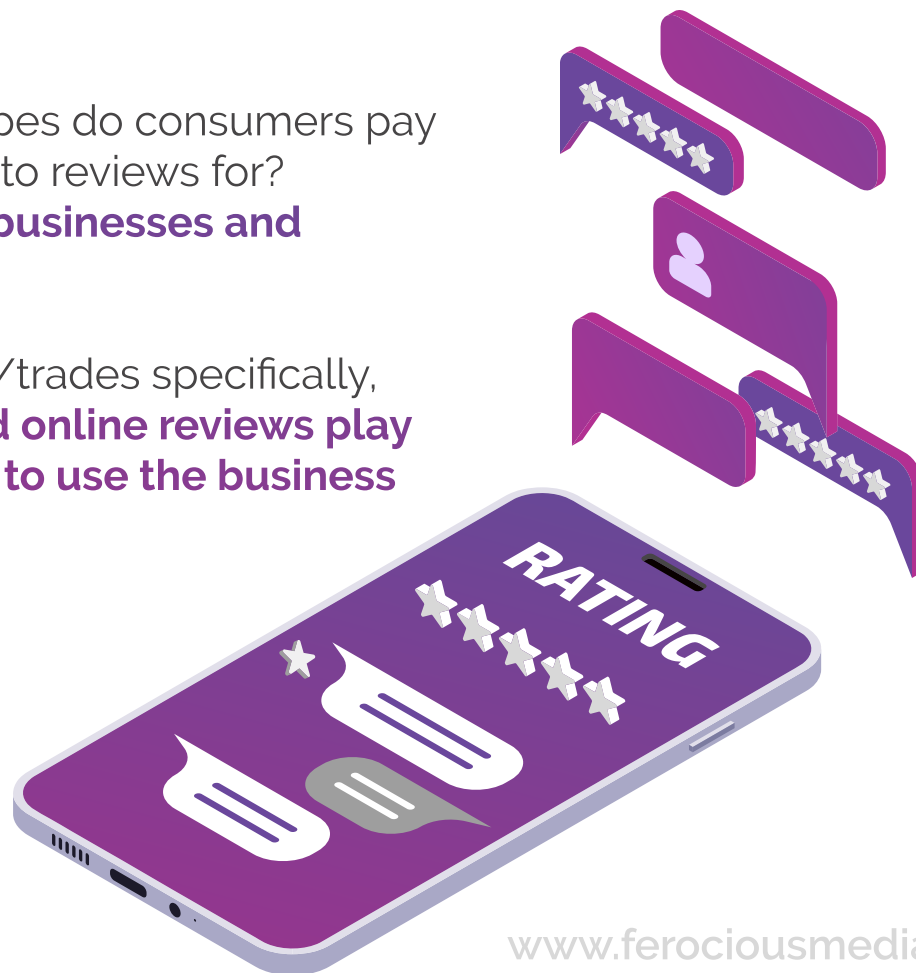 pes do consumers pay
to reviews for?
businesses and
/trades specifically,
d online reviews play
to use the business
RATING
www.ferociousmedia